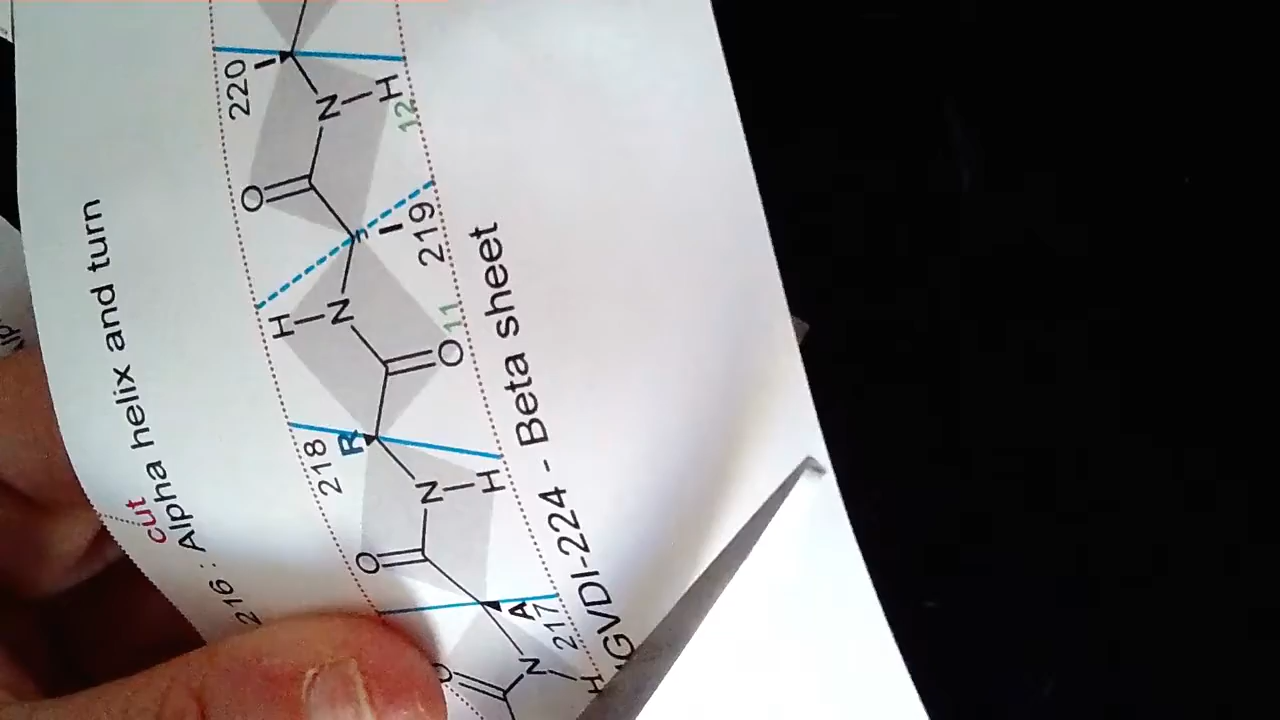 cut
216 : Alpha helix and turn
218
220
R
I
O
N
H
O
N
H
O
N
H
O
N
H
A
217
I
219
11
12
GVDI-224 - Beta sheet